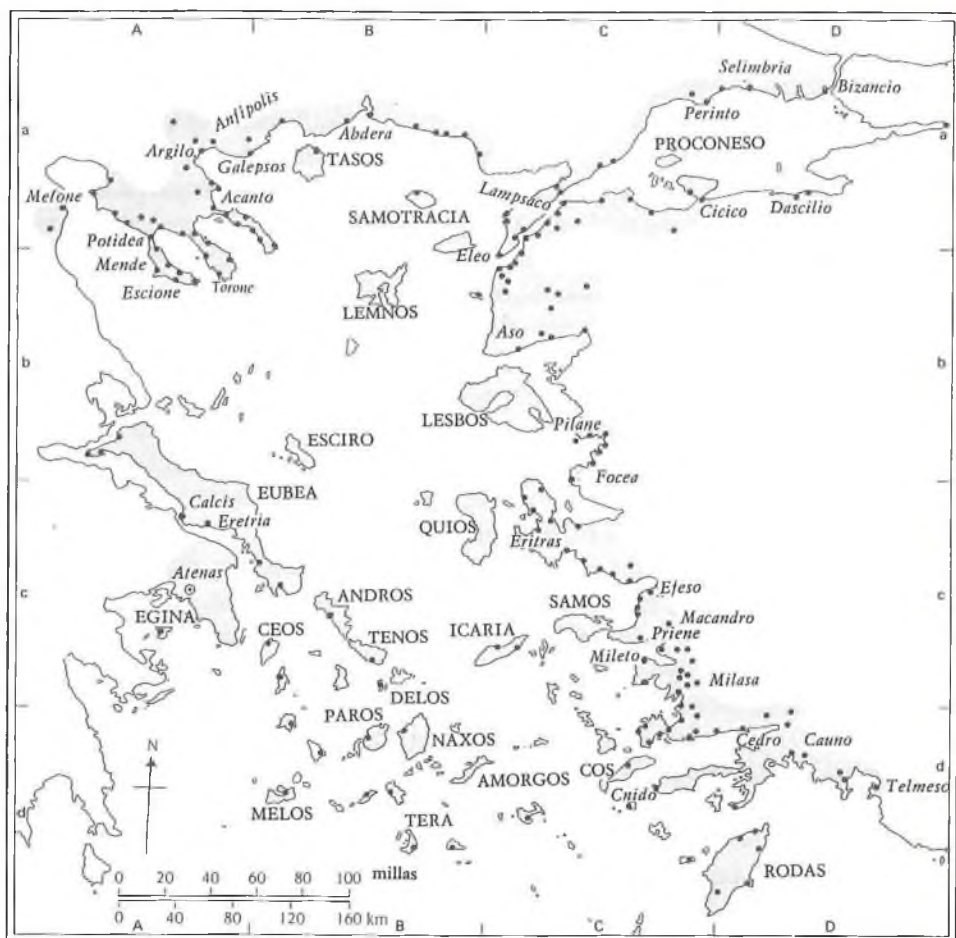 A B C D
Selimbria
Bizancio
Anfipolis
Perinto
a
Abdera
a
Argilo
PROCONESO
Galepsos
TASOS
Mefone
Acanto
Lampsaco
SAMOTRACIA
Cicico
Dascilio
Potidea
Eleo
Mende
Escione
Torone
LEMNOS
Aso
b
b
LESBOS
Pilane
ESCIRO
Focea
EUBEA
Calcis
Eretria
QUIOS
Eritras
Atenas
Efeso
c
ANDROS
SAMOS
c
EGINA
CEOS
ICARIA
Macandro
TENOS
Priene
Mileto
DELOS
Milasa
PAROS
N
NAXOS
Cedro
Cauno
AMORGOS
COS
d
Cnido
Telmeso
MELOS
d
TERA
RODAS
0 20 40 60 80 100 millas
0 40 80 120 160 km
A B C D